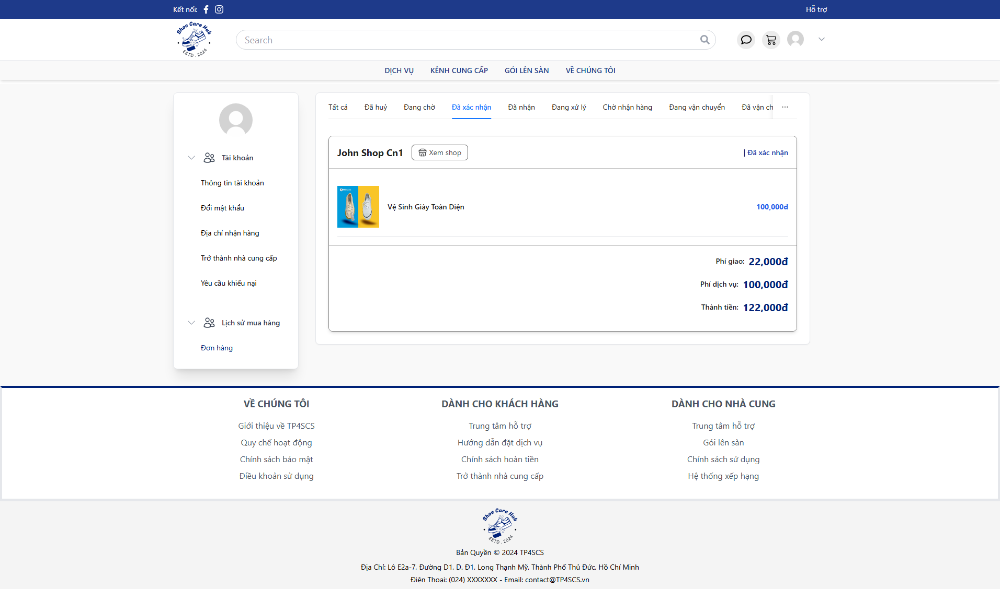 Kết nối:
Hỗ trợ
Shoe Care Hub
ESTD . 2024
Search
DỊCH VỤ
KÊNH CUNG CẤP
GÓI LÊN SÀN
VỀ CHÚNG TÔI
Tài khoản
Thông tin tài khoản
Đổi mật khẩu
Địa chỉ nhận hàng
Trở thành nhà cung cấp
Yêu cầu khiếu nại
Lịch sử mua hàng
Đơn hàng
Tất cả
Đã huỷ
Đang chờ
Đã xác nhận
Đã nhận
Đang xử lý
Chờ nhận hàng
Đang vận chuyển
Đã vận ch
···
John Shop Cn1
Xem shop
| Đã xác nhận
Vệ Sinh Giày Toàn Diện
100,000đ
Phí giao: 22,000đ
Phí dịch vụ: 100,000đ
Thành tiền: 122,000đ
VỀ CHÚNG TÔI
Giới thiệu về TP4SCS
Quy chế hoạt động
Chính sách bảo mật
Điều khoản sử dụng
DÀNH CHO KHÁCH HÀNG
Trung tâm hỗ trợ
Hướng dẫn đặt dịch vụ
Chính sách hoàn tiền
Trở thành nhà cung cấp
DÀNH CHO NHÀ CUNG
Trung tâm hỗ trợ
Gói lên sàn
Chính sách sử dụng
Hệ thống xếp hạng
Shoe Care Hub
ESTD . 2024
Bản Quyền © 2024 TP4SCS
Địa Chỉ: Lô E2a-7, Đường D1, D. Đ1, Long Thạnh Mỹ, Thành Phố Thủ Đức, Hồ Chí Minh
Điện Thoại: (024) XXXXXXX - Email: contact@TP4SCS.vn